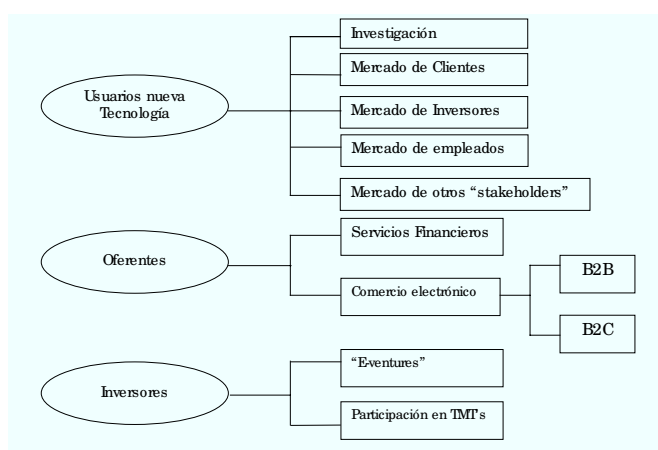 Usuarios nueva
Tecnología
Investigación
Mercado de Clientes
Mercado de Inversores
Mercado de empleados
Mercado de otros “stakeholders”
Oferentes
Servicios Financieros
Comercio electrónico
B2B
B2C
Inversores
“E-ventures”
Participación en TMT's